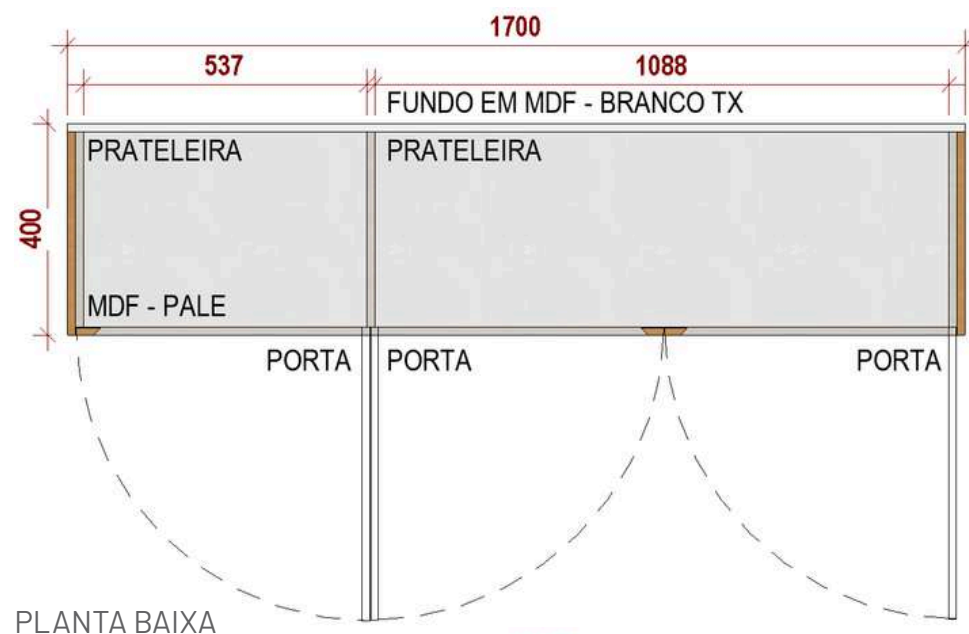 1700
537
1088
FUNDO EM MDF - BRANCO TX
PRATELEIRA
PRATELEIRA
400
MDF - PALE
PORTA
PORTA
PORTA
PLANTA BAIXA